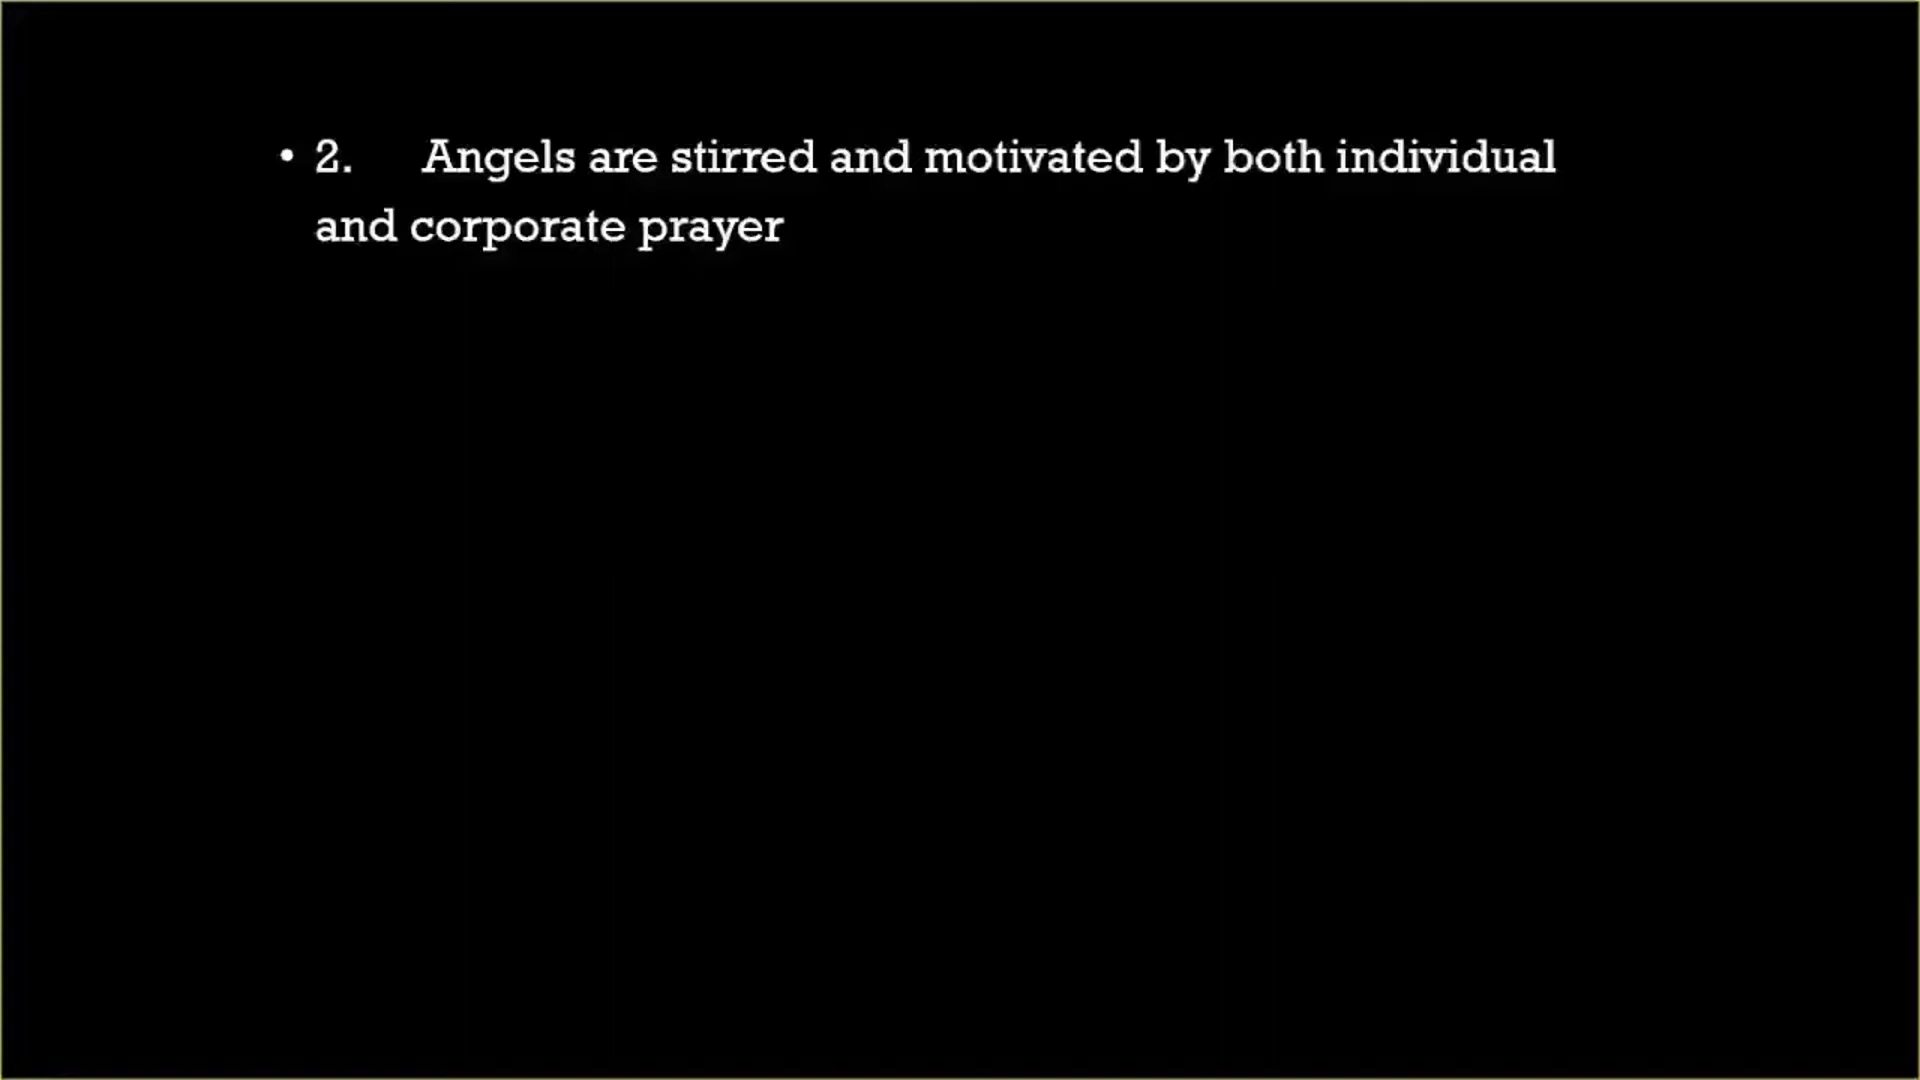 • 2. Angels are stirred and motivated by both individual
and corporate prayer